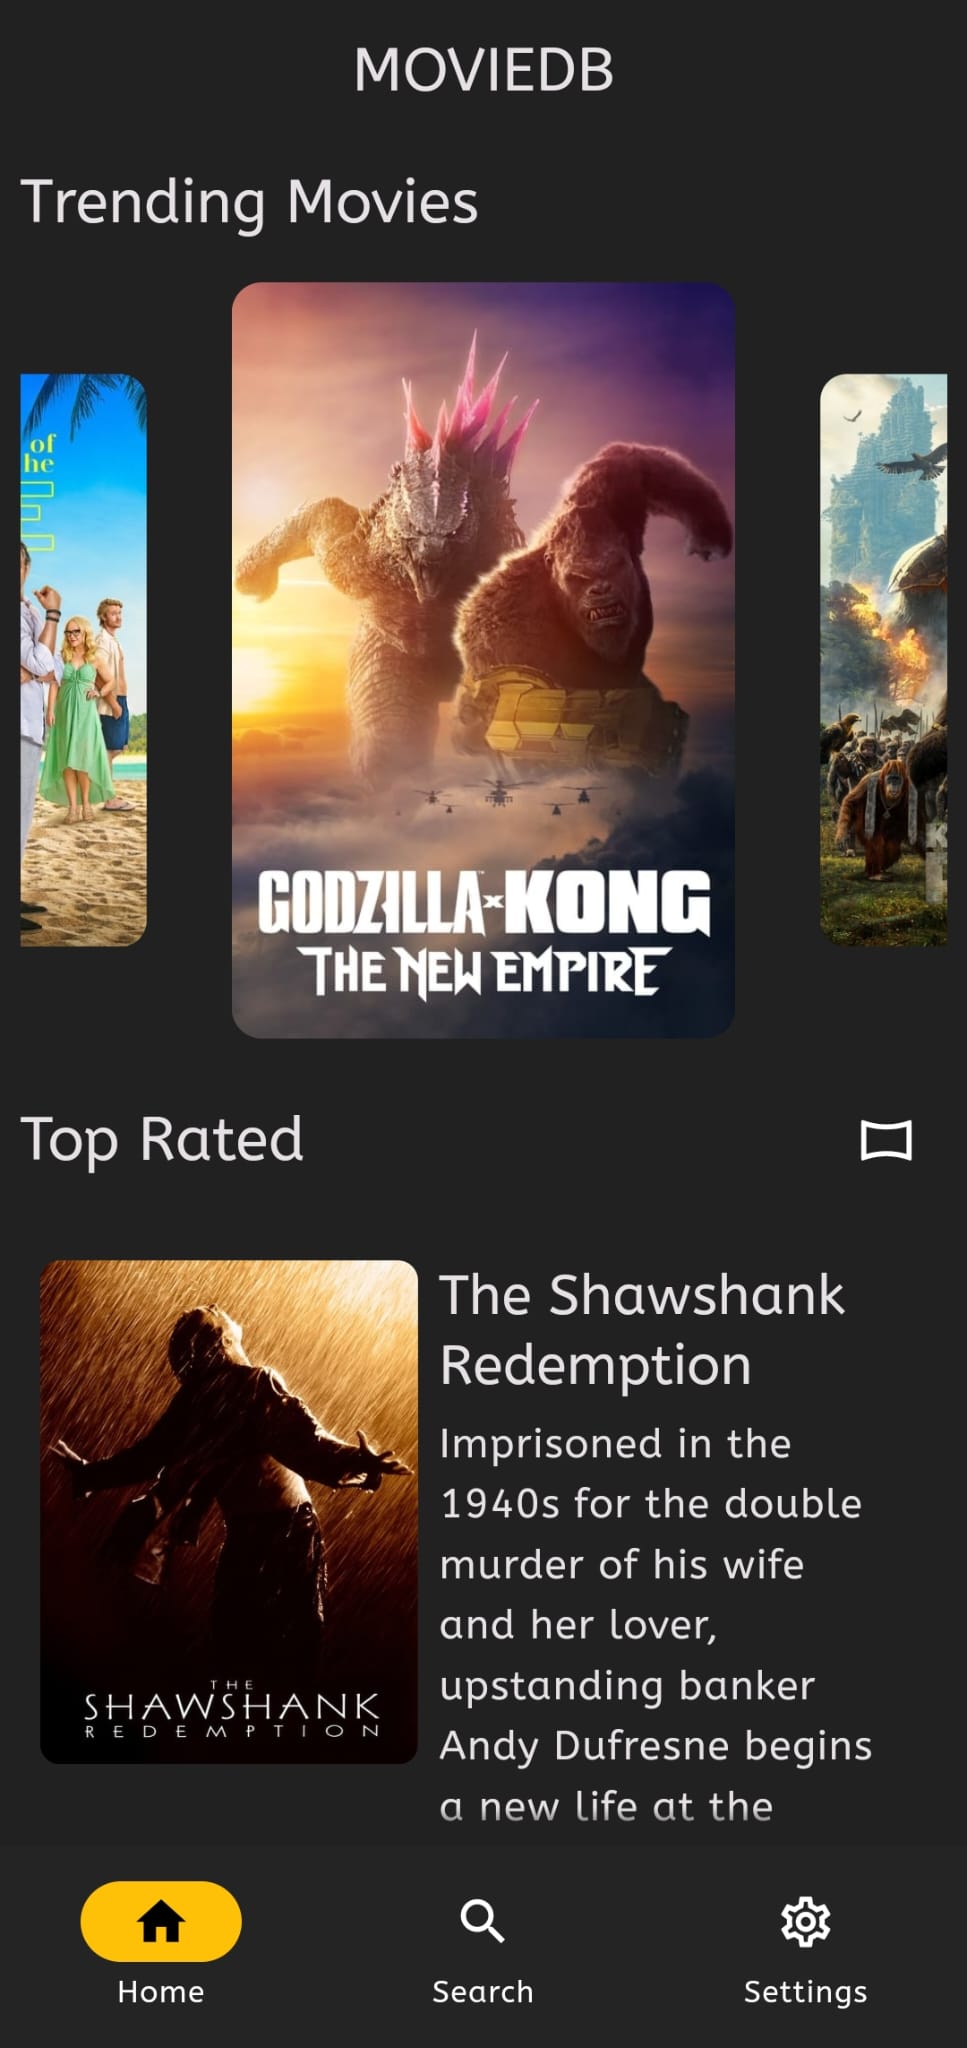 MOVIEDB
Trending Movies
of
he
E
GODZILLA x KONG
THE NEW EMPIRE
Top Rated
THE
SHAWSHANK
REDEMPTION
The Shawshank
Redemption
Imprisoned in the
1940s for the double
murder of his wife
and her lover,
upstanding banker
Andy Dufresne begins
a new life at the
Home
Search
Settings